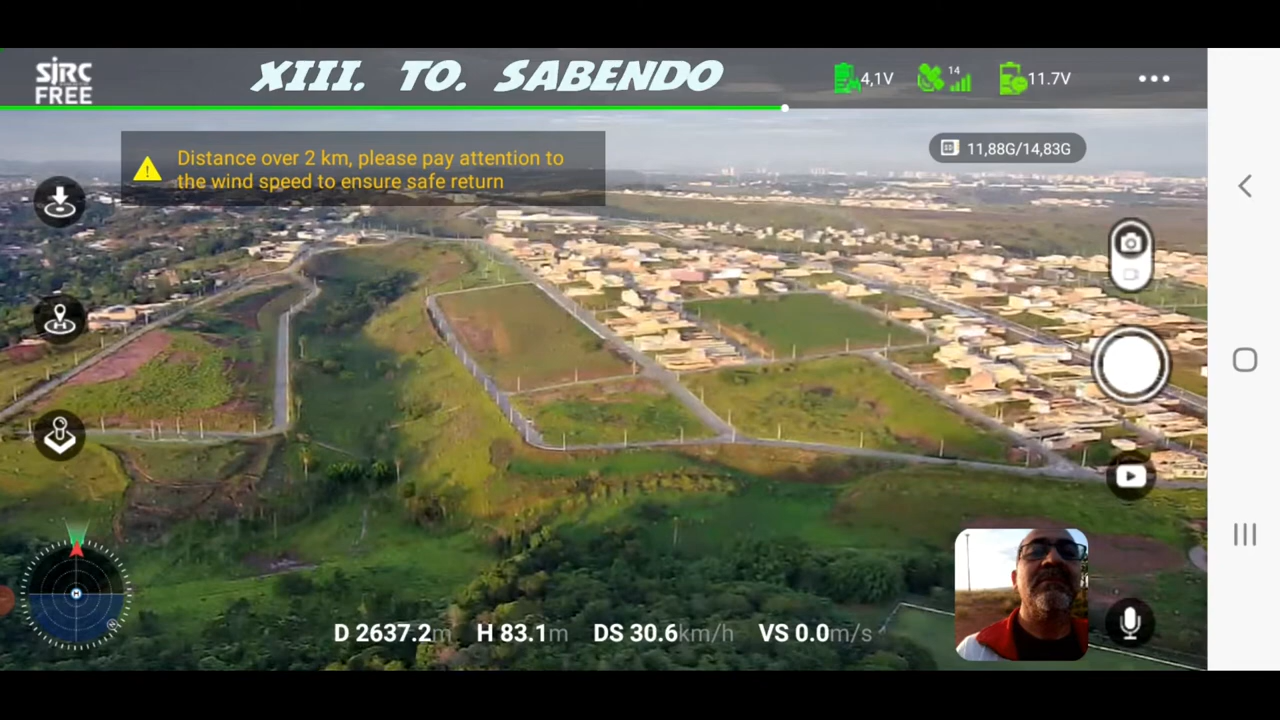 SJRC
FREE
XIII. TO. SABENDO
4,1V
14
11.7V
Distance over 2 km, please pay attention to
the wind speed to ensure safe return
11,88G/14,83G
D 2637.2m H 83.1m DS 30.6km/h VS 0.0m/s
H
N